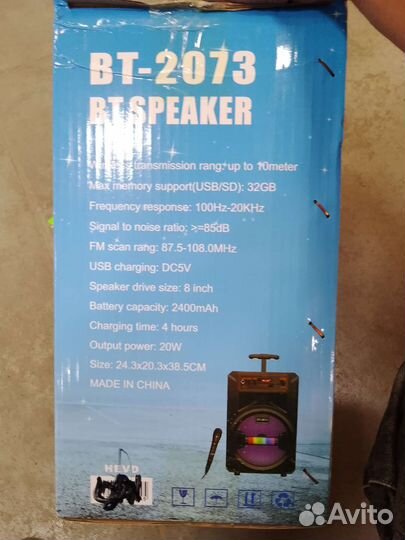 BT-2073
BT SPEAKER
Wireless transmission rang: up to 10meter
Max memory support(USB/SD): 32GB
Frequency response: 100Hz-20KHz
Signal to noise ratio: >=85dB
FM scan rang: 87.5-108.0MHz
USB charging: DC5V
Speaker drive size: 8 inch
Battery capacity: 2400mAh
Charging time: 4 hours
Output power: 20W
Size: 24.3x20.3x38.5CM
MADE IN CHINA
HEVD
Avito